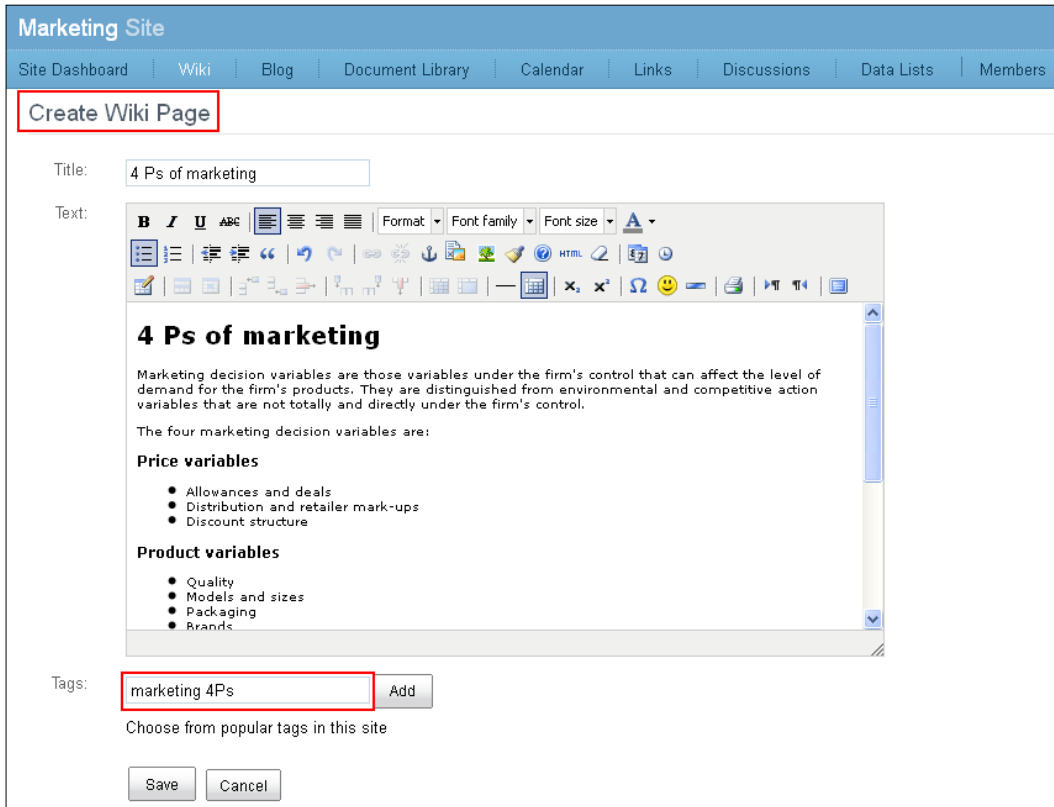 Marketing Site
Site Dashboard Wiki Blog Document Library Calendar Links Discussions Data Lists Members
Create Wiki Page
Title: 4 Ps of marketing
Text:
B I U ABC Format Font family Font size A
HTML
4 Ps of marketing
Marketing decision variables are those variables under the firm's control that can affect the level of
demand for the firm's products. They are distinguished from environmental and competitive action
variables that are not totally and directly under the firm's control.
The four marketing decision variables are:
Price variables
Allowances and deals
Distribution and retailer mark-ups
Discount structure
Product variables
Quality
Models and sizes
Packaging
Brands
Tags: marketing 4Ps Add
Choose from popular tags in this site
Save Cancel